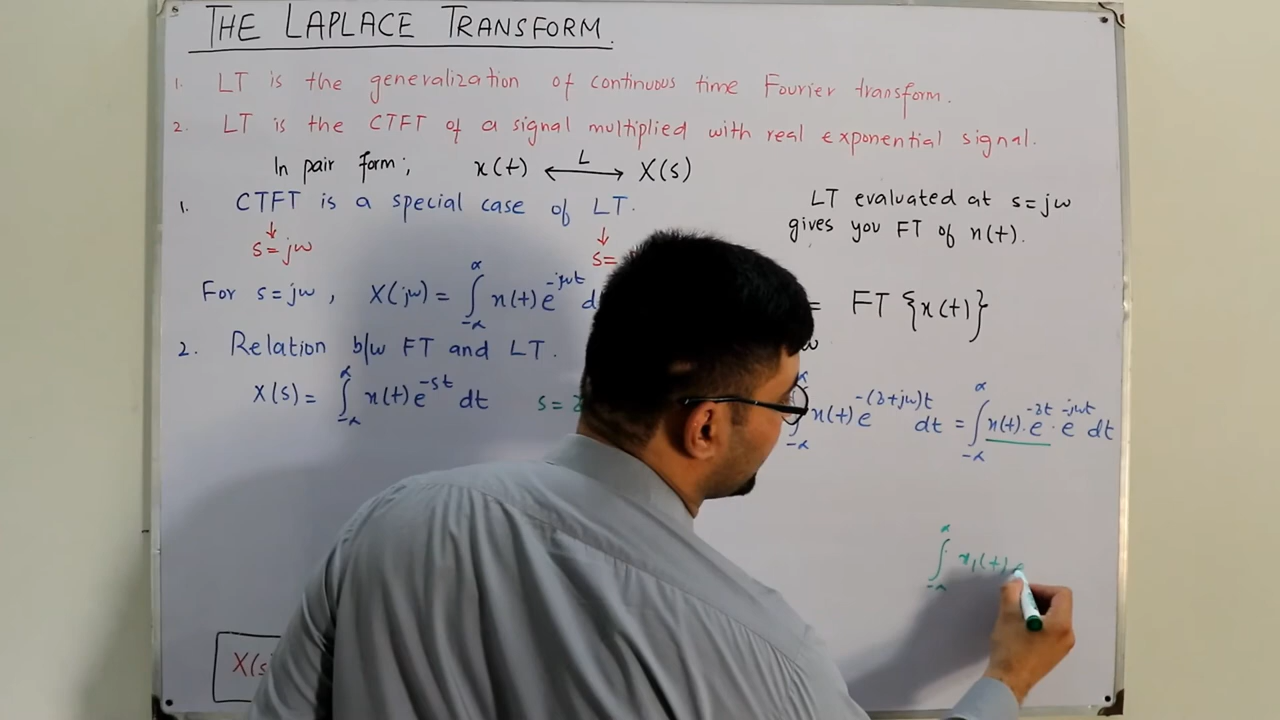 THE LAPLACE TRANSFORM.
1. LT is the generalization of continuous time Fourier transform.
2. LT is the CTFT of a signal multiplied with real exponential signal.
In pair form; x(t) ⟷ L X(s)
1. CTFT is a special case of LT.
↓ ↓
s=jω s=
LT evaluated at s=jω
gives you FT of x(t).
For s=jω, X(jω) = ∫_{-∞}^{∞} x(t) e^{-jωt} d = FT {x(t)}
2. Relation b/w FT and LT.
X(s) = ∫_{-∞}^{∞} x(t) e^{-st} dt s= ∫_{-∞}^{∞} x(t) e^{-(σ+jω)t} dt = ∫_{-∞}^{∞} x(t).e^{-σt}.e^{-jωt} dt
∫_{-∞}^{∞} x₁(t)
X(s